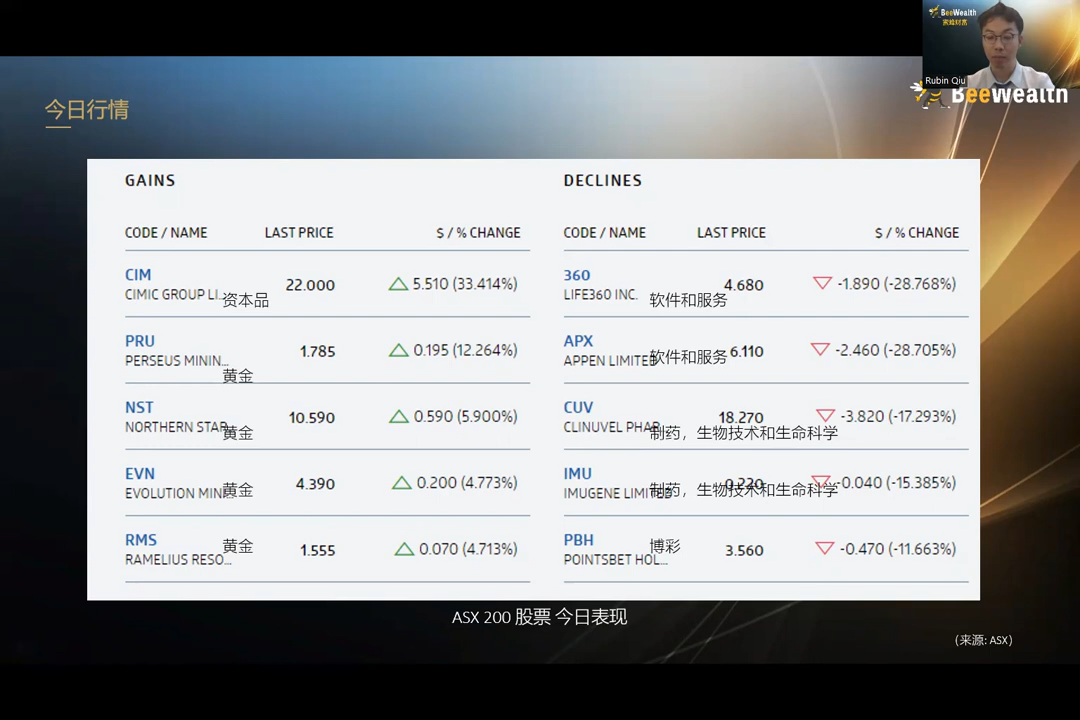 BeeWealth
蜜蜂财富
Rubin Qiu
BeeWealth
今日行情
GAINS
CODE / NAME LAST PRICE $ / % CHANGE
CIM
CIMIC GROUP LI... 资本品 22.000 5.510 (33.414%)
PRU
PERSEUS MININ... 黄金 1.785 0.195 (12.264%)
NST
NORTHERN STAR 黄金 10.590 0.590 (5.900%)
EVN
EVOLUTION MINI 黄金 4.390 0.200 (4.773%)
RMS
RAMELIUS RESO... 黄金 1.555 0.070 (4.713%)
DECLINES
CODE / NAME LAST PRICE $ / % CHANGE
360
LIFE360 INC. 软件和服务 4.680 -1.890 (-28.768%)
APX
APPEN LIMITED 软件和服务 6.110 -2.460 (-28.705%)
CUV
CLINUVEL PHAR 制药，生物技术和生命科学 18.270 -3.820 (-17.293%)
IMU
IMUGENE LIMITED 制药，生物技术和生命科学 0.220 -0.040 (-15.385%)
PBH
POINTSBET HOL... 博彩 3.560 -0.470 (-11.663%)
ASX 200 股票 今日表现
(来源: ASX)